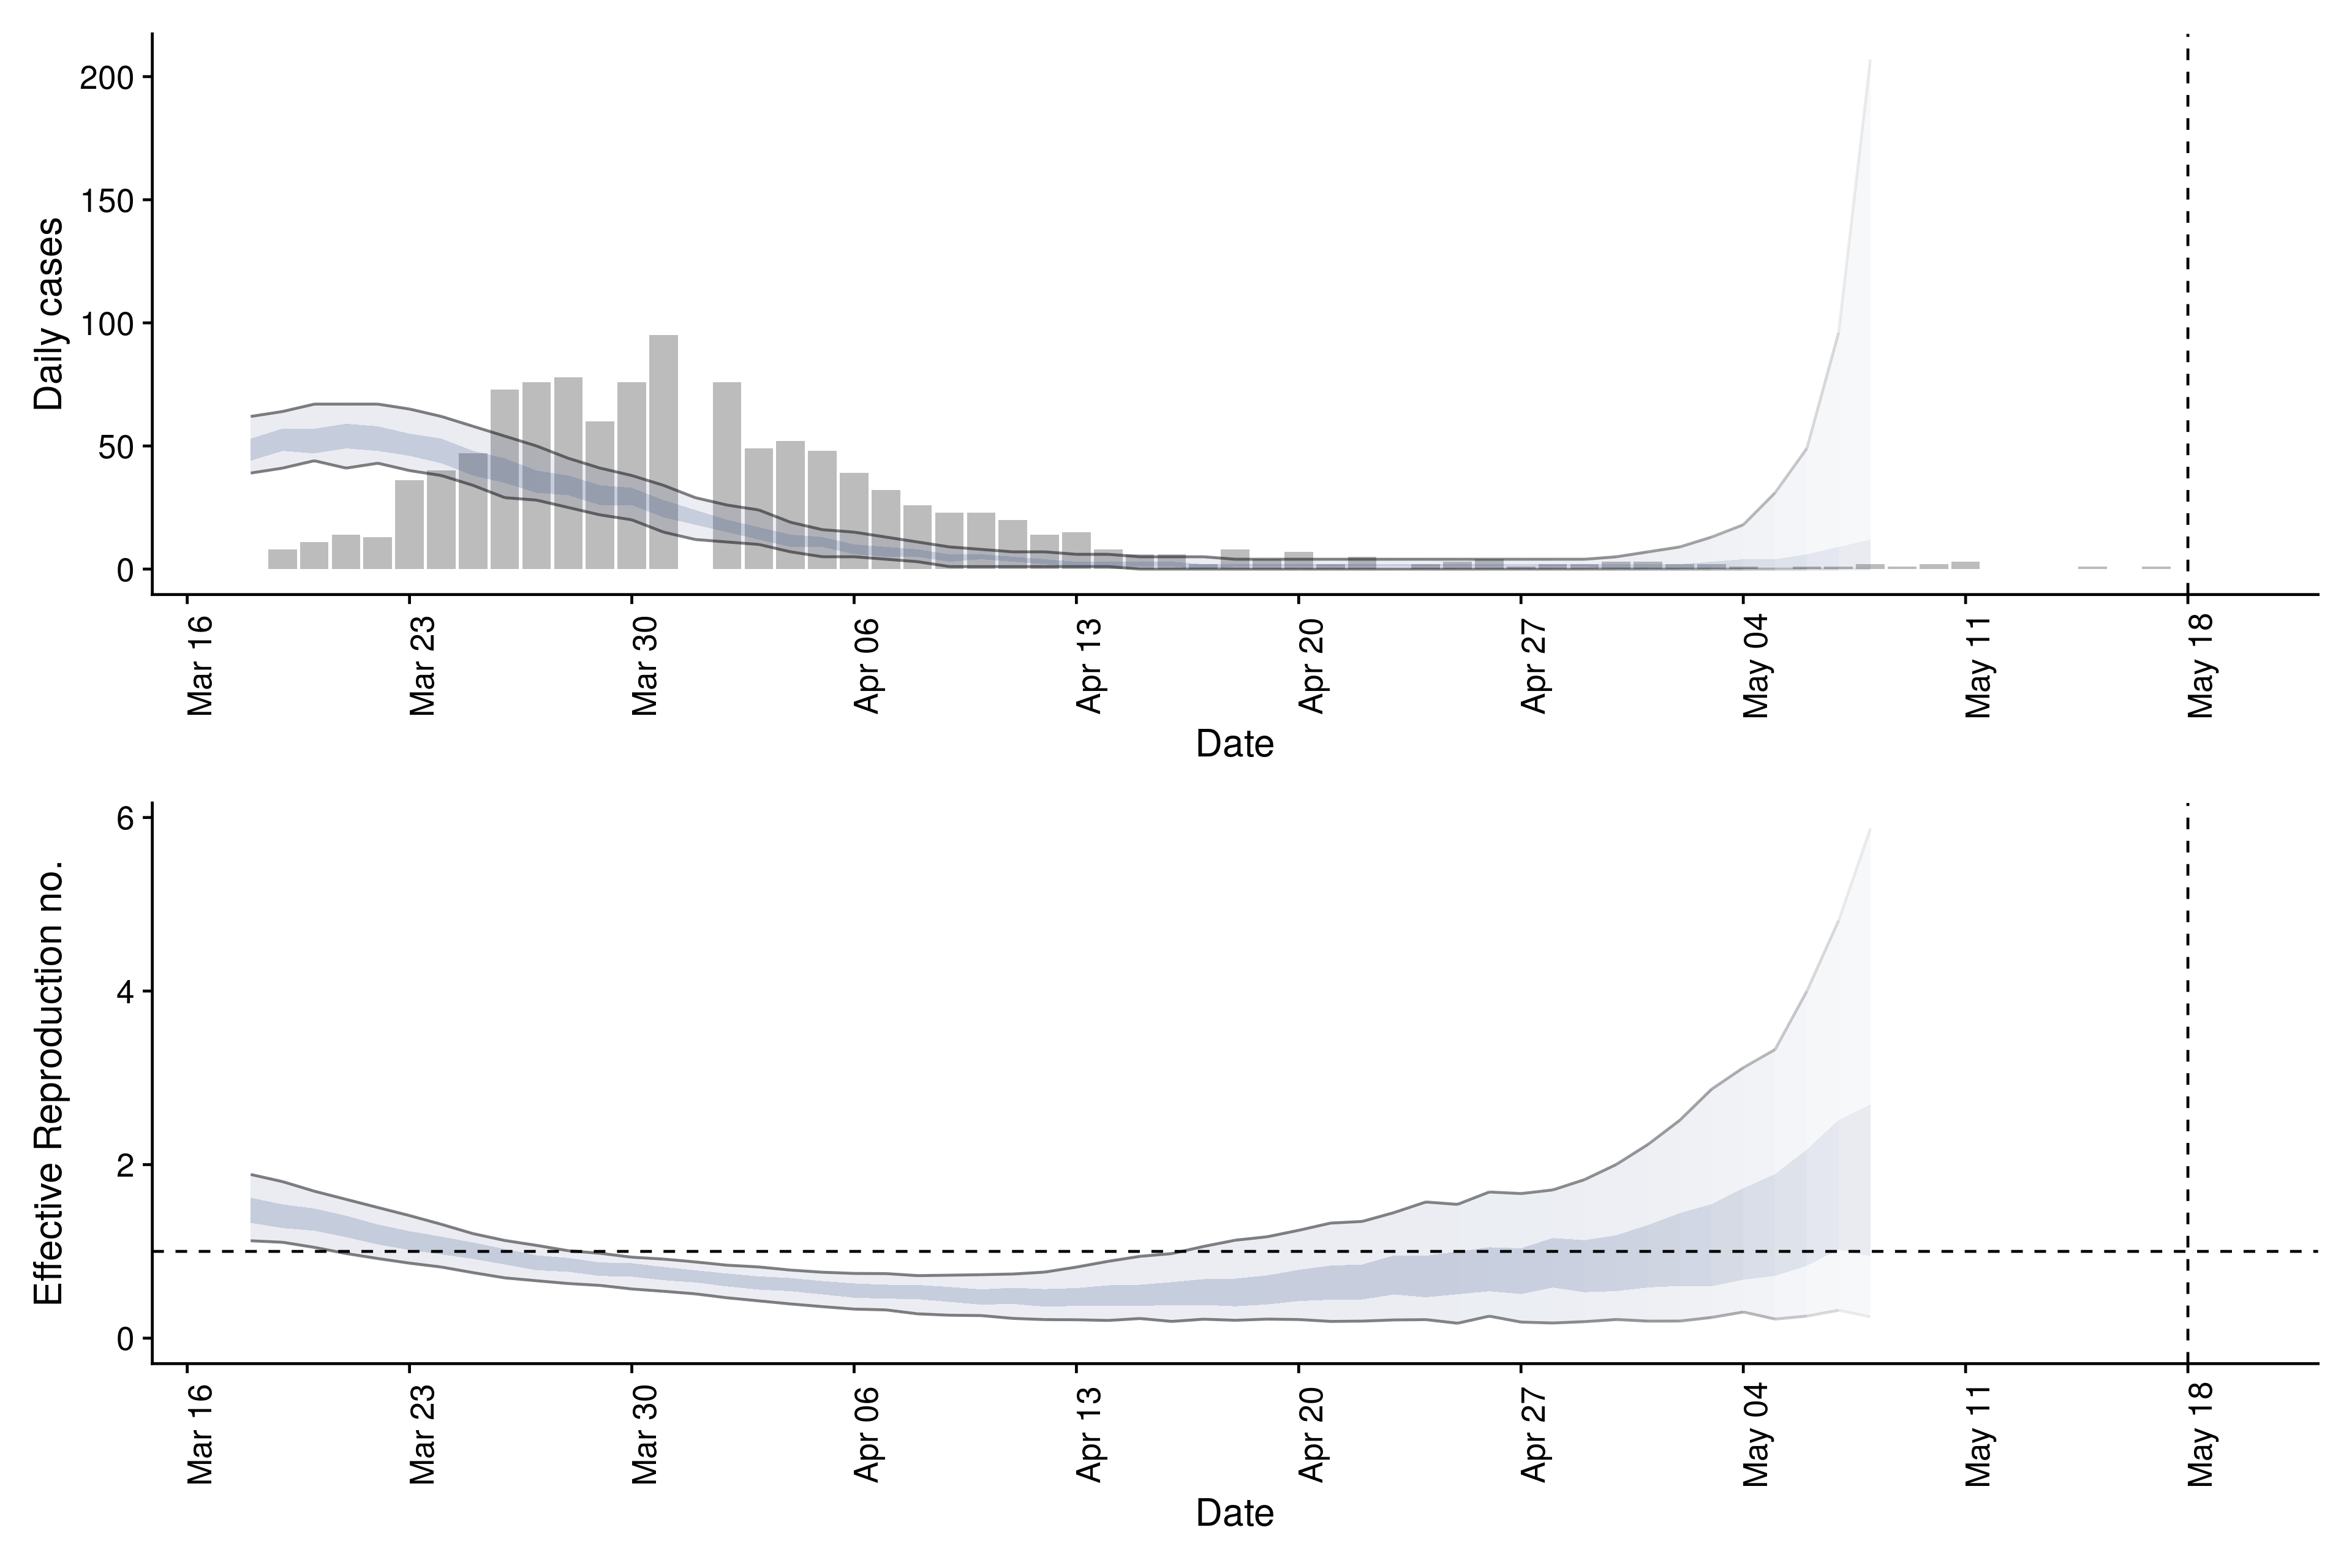 Daily cases
200
150
100
50
0
Mar 16
Mar 23
Mar 30
Apr 06
Apr 13
Apr 20
Apr 27
May 04
May 11
May 18
Date
Effective Reproduction no.
6
4
2
0
Mar 16
Mar 23
Mar 30
Apr 06
Apr 13
Apr 20
Apr 27
May 04
May 11
May 18
Date